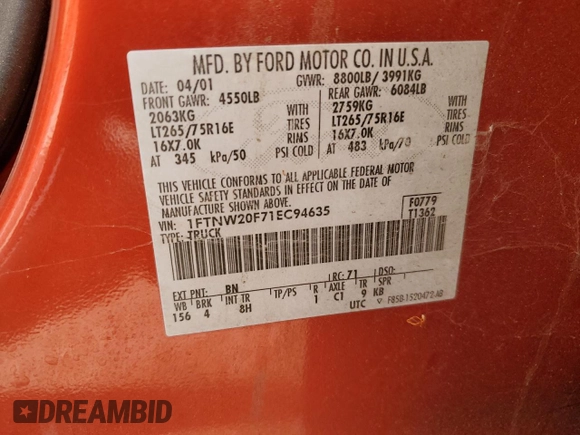 MFD. BY FORD MOTOR CO. IN U.S.A.
DATE: 04/01 GVWR: 8800LB/ 3991KG
FRONT GAWR: 4550LB REAR GAWR: 6084LB
2063KG WITH 2759KG WITH
LT265/75R16E TIRES LT265/75R16E TIRES
16X7.0K RIMS 16X7.0K RIMS
AT 345 kPa/50 PSI COLD AT 483 kPa/70 PSI COLD
THIS VEHICLE CONFORMS TO ALL APPLICABLE FEDERAL MOTOR
VEHICLE SAFETY STANDARDS IN EFFECT ON THE DATE OF
MANUFACTURE SHOWN ABOVE.
VIN: 1FTNW20F71EC94635 F0779
TYPE: TRUCK T1362
EXT PNT: BN RC: 71 DSO:
WB BRK INT TR TP/PS R AXLE TR SPR
156 4 8H 1 C1 9 KB
UTC F85B-1520472-AB
DREAMBID